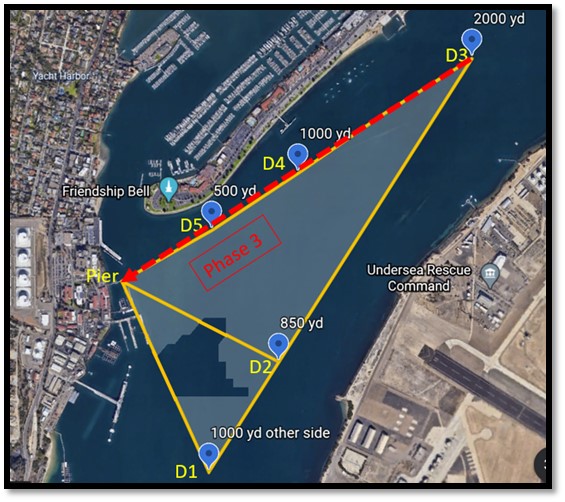 2000 yd
D3
Yacht Harbor
1000 yd
D4
Friendship Bell
500 yd
D5
Phase 3
Pier
Undersea Rescue
Command
850 yd
D2
1000 yd other side
D1